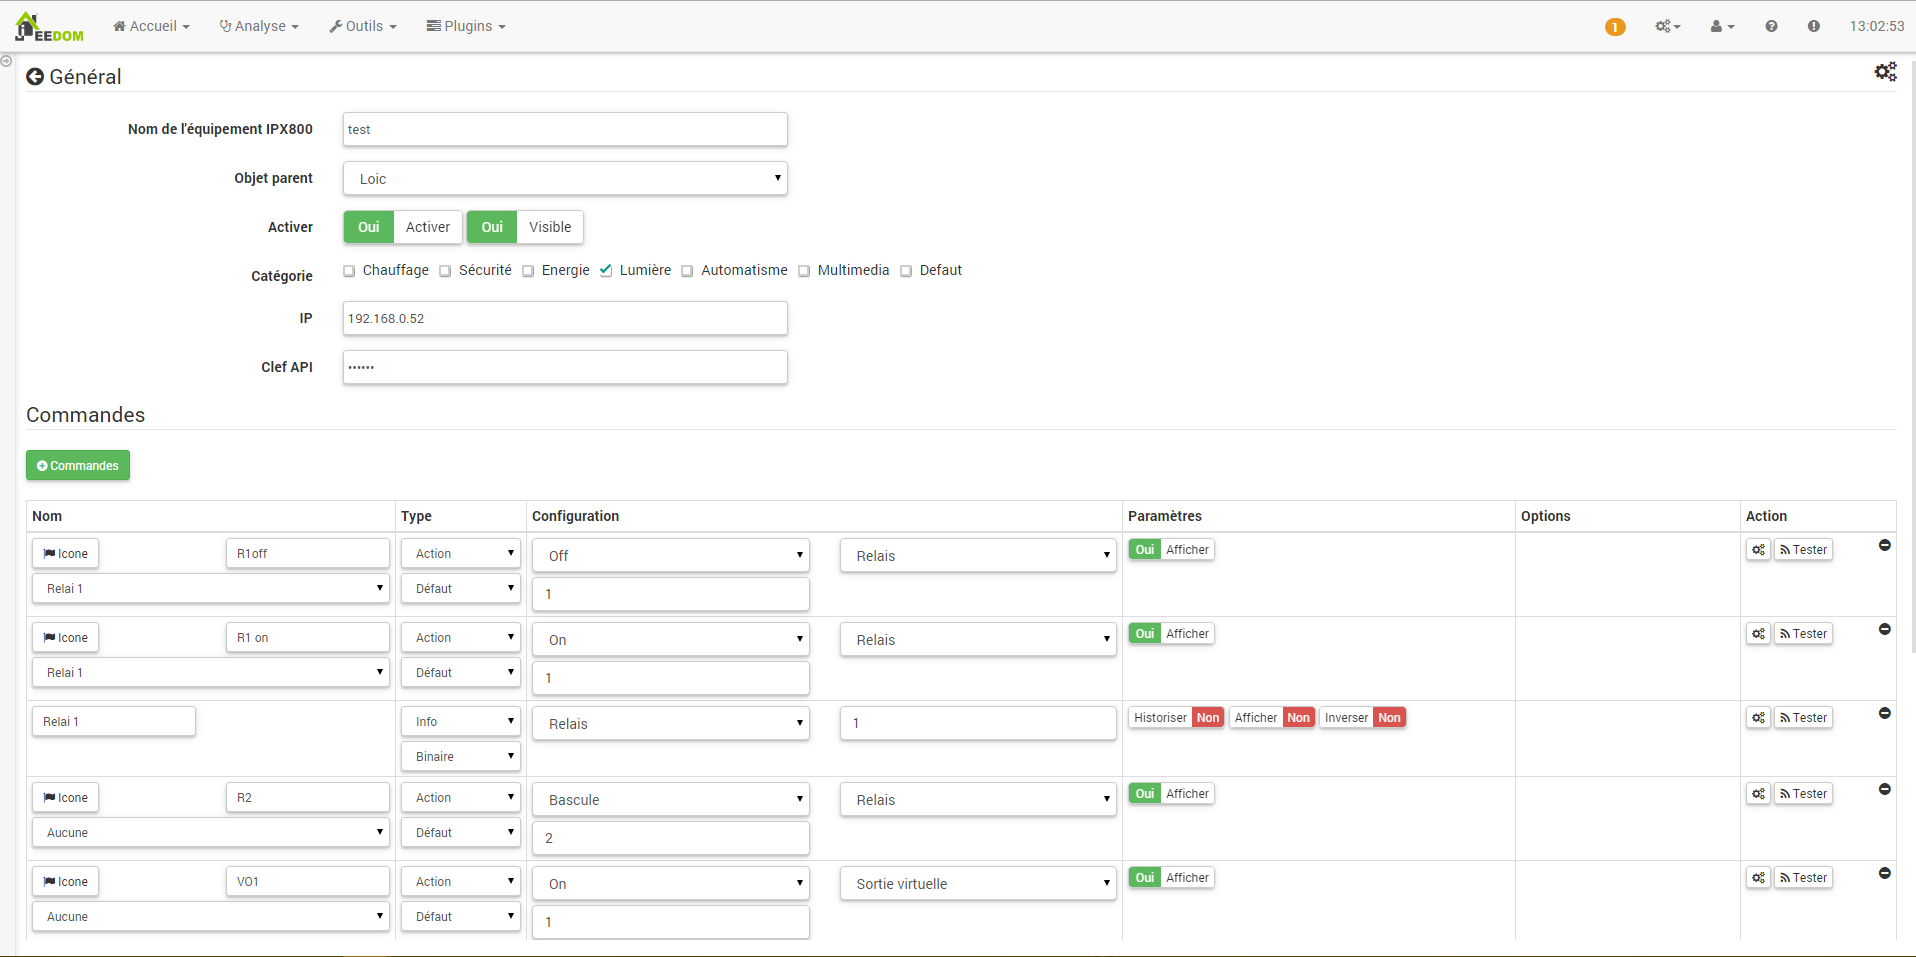 JEEDOM Accueil Analyse Outils Plugins 1 13:02:53
Général
Nom de l'équipement IPX800 test
Objet parent Loic
Activer Oui Activer Oui Visible
Catégorie Chauffage Sécurité Energie Lumière Automatisme Multimedia Defaut
IP 192.168.0.52
Clef API ••••••
Commandes
Commandes
Nom Type Configuration Paramètres Options Action
Icone R1off Action Off Relais Oui Afficher Tester
Relai 1 Défaut 1
Icone R1 on Action On Relais Oui Afficher Tester
Relai 1 Défaut 1
Relai 1 Info Relais 1 Historiser Non Afficher Non Inverser Non Tester
Binaire
Icone R2 Action Bascule Relais Oui Afficher Tester
Aucune Défaut 2
Icone VO1 Action On Sortie virtuelle Oui Afficher Tester
Aucune Défaut 1